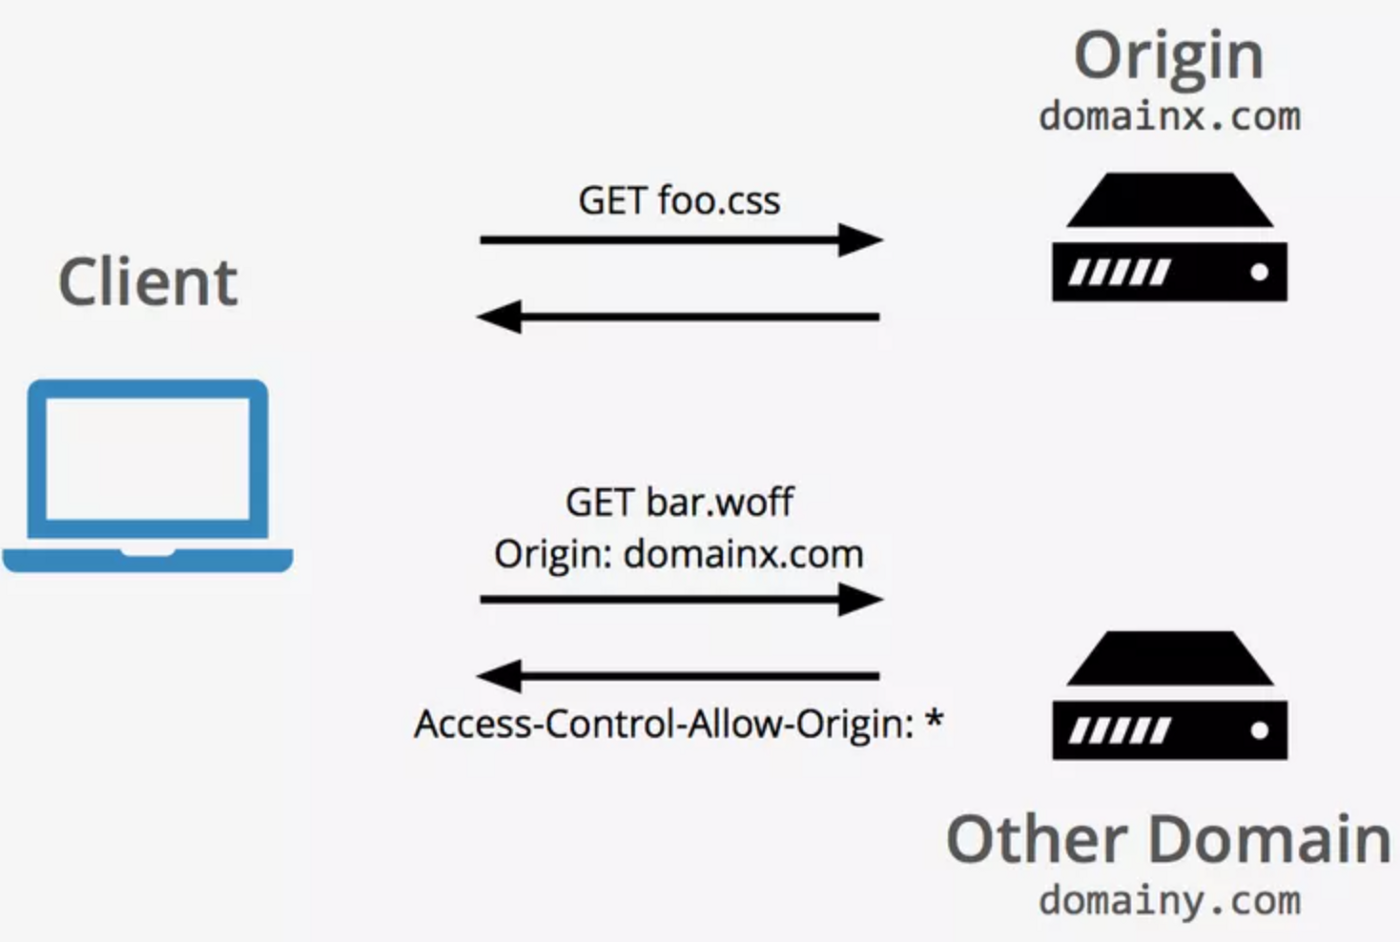 Origin
domainx.com
GET foo.css
Client
GET bar.woff
Origin: domainx.com
Access-Control-Allow-Origin: *
Other Domain
domainy.com